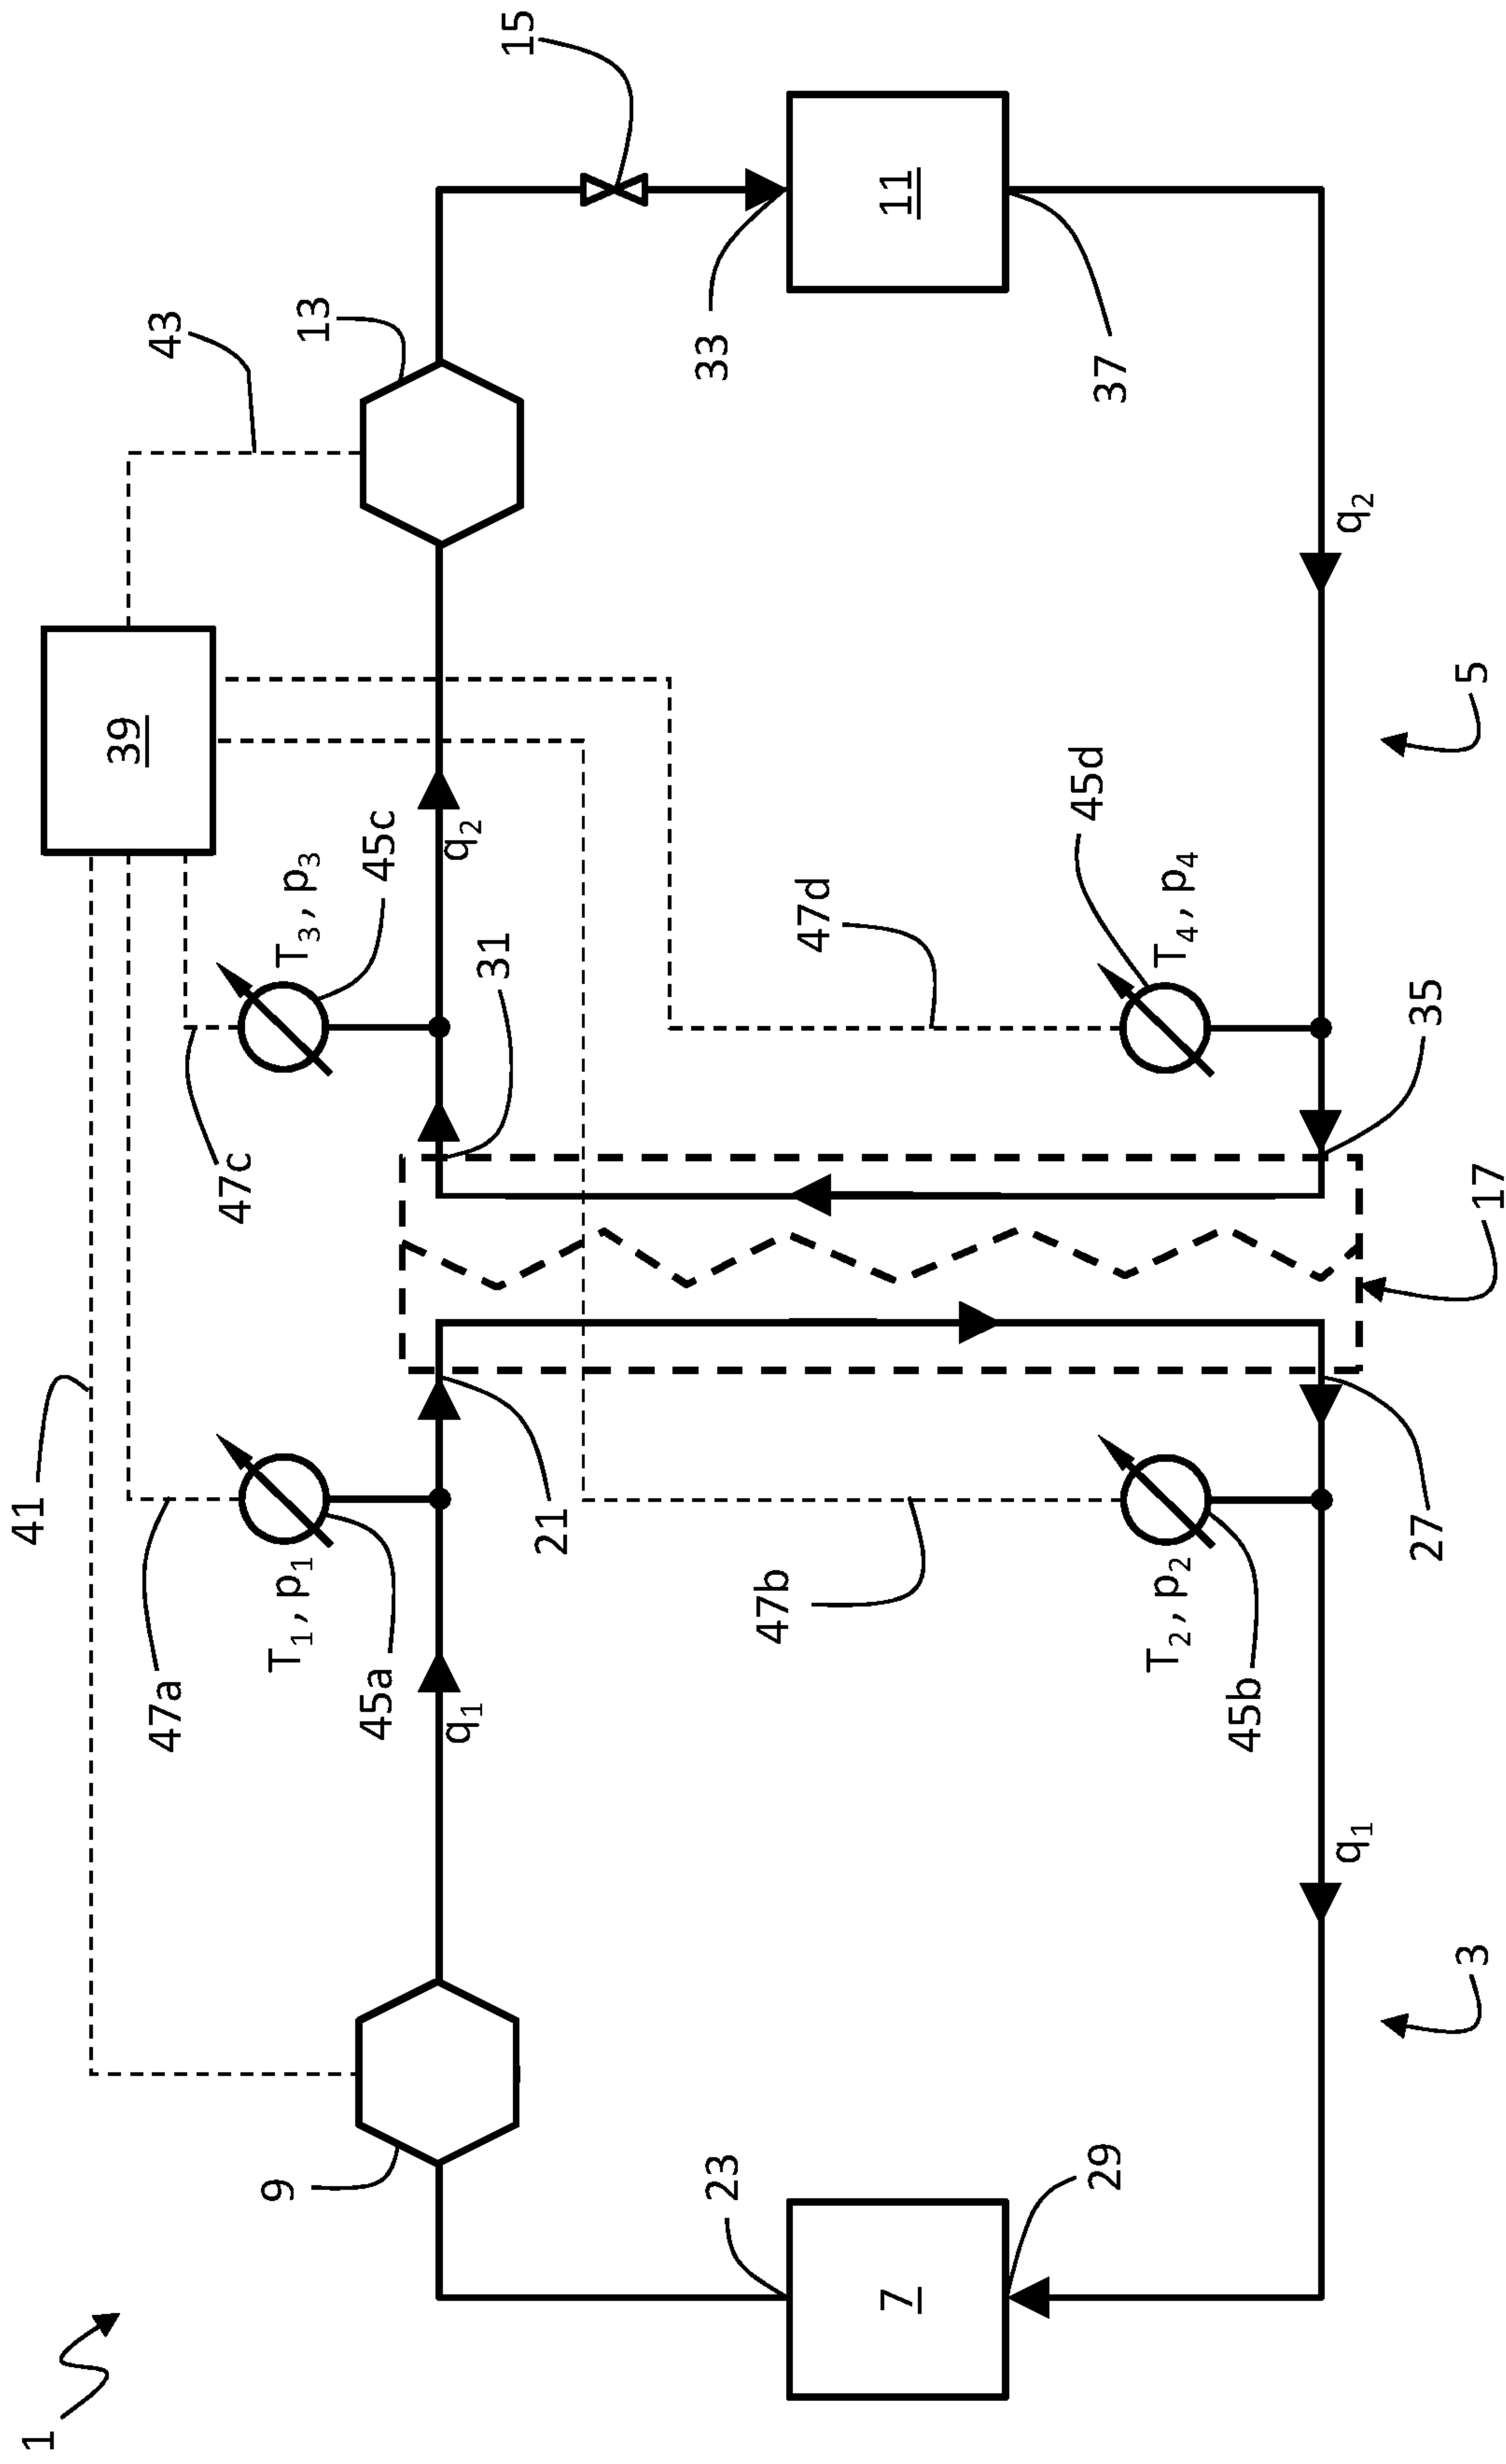 1
41
39
43
15
47a
47c
13
9
T₁, p₁
45a
T₃, p₃
45c
q₁
q₂
21
31
33
23
7
11
47b
47d
29
37
T₂, p₂
45b
T₄, p₄
45d
q₁
q₂
27
35
3
17
5